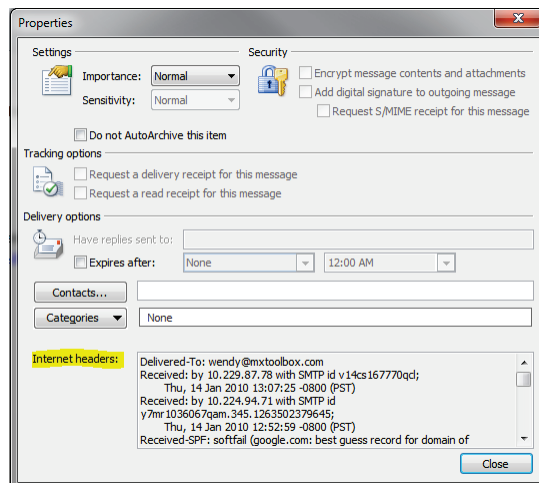 Properties
Settings
Security
Importance: Normal
Encrypt message contents and attachments
Add digital signature to outgoing message
Sensitivity: Normal
Request S/MIME receipt for this message
Do not AutoArchive this item
Tracking options
Request a delivery receipt for this message
Request a read receipt for this message
Delivery options
Have replies sent to:
Expires after: None 12:00 AM
Contacts...
Categories None
Internet headers:
Delivered-To: wendy@mxtoolbox.com
Received: by 10.229.87.78 with SMTP id v14cs167770qcl;
Thu, 14 Jan 2010 13:07:25 -0800 (PST)
Received: by 10.224.94.71 with SMTP id
y7mr1036067qam.345.1263502379645;
Thu, 14 Jan 2010 12:52:59 -0800 (PST)
Received-SPF: softfail (google.com: best guess record for domain of
Close